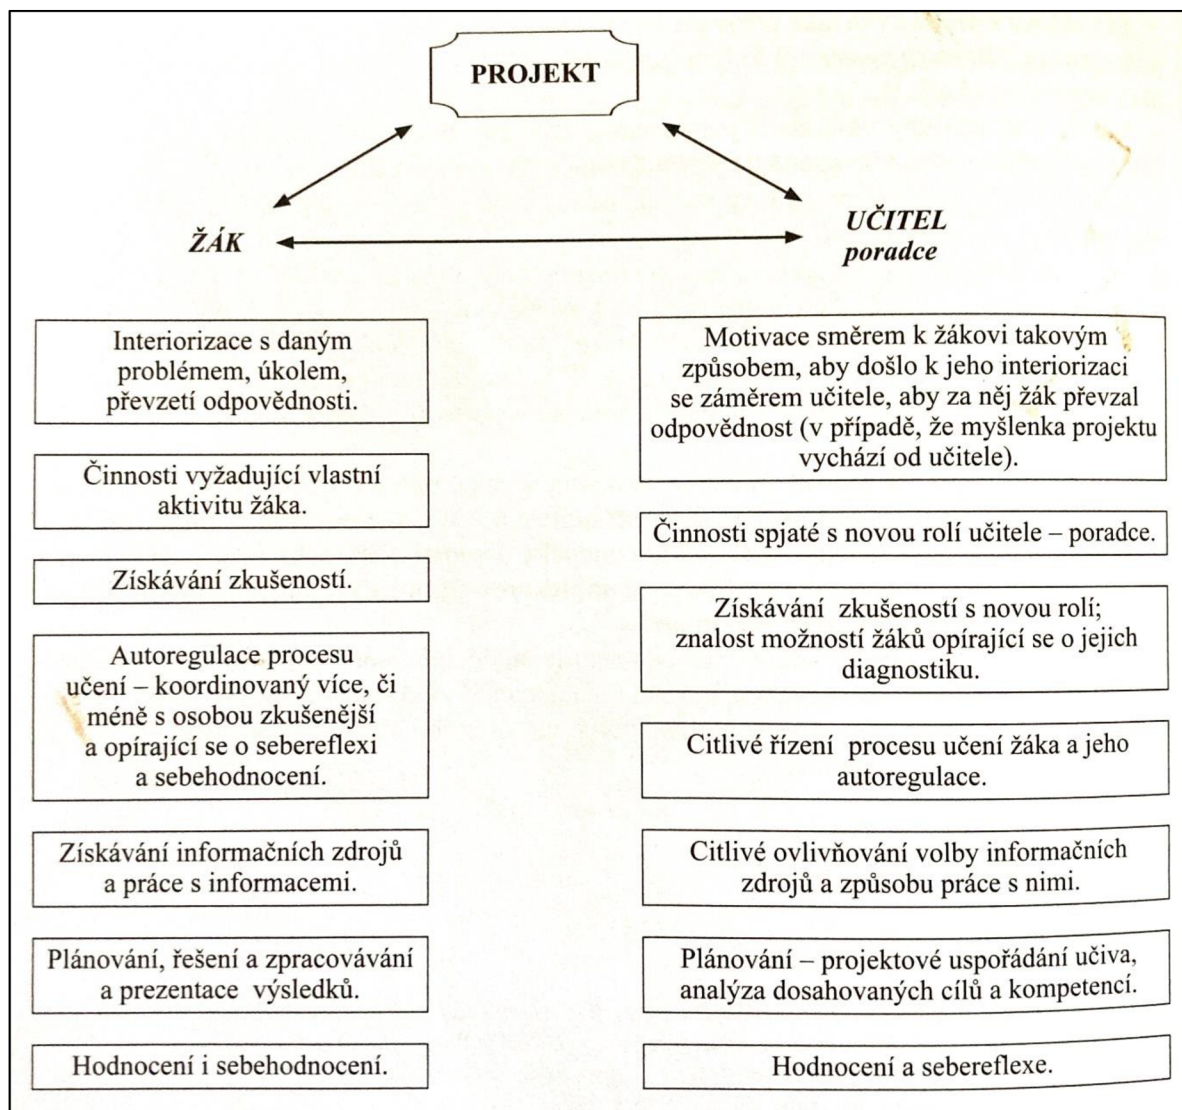 PROJEKT
ŽÁK
UČITEL
poradce
Interiorizace s daným
problémem, úkolem,
převzetí odpovědnosti.
Činnosti vyžadující vlastní
aktivitu žáka.
Získávání zkušeností.
Autoregulace procesu
učení – koordinovaný více, či
méně s osobou zkušenější
a opírající se o sebereflexi
a sebehodnocení.
Získávání informačních zdrojů
a práce s informacemi.
Plánování, řešení a zpracovávání
a prezentace výsledků.
Hodnocení i sebehodnocení.
Motivace směrem k žákovi takovým
způsobem, aby došlo k jeho interiorizaci
se záměrem učitele, aby za něj žák převzal
odpovědnost (v případě, že myšlenka projektu
vychází od učitele).
Činnosti spjaté s novou rolí učitele – poradce.
Získávání zkušeností s novou rolí;
znalost možností žáků opírající se o jejich
diagnostiku.
Citlivé řízení procesu učení žáka a jeho
autoregulace.
Citlivé ovlivňování volby informačních
zdrojů a způsobu práce s nimi.
Plánování – projektové uspořádání učiva,
analýza dosahovaných cílů a kompetencí.
Hodnocení a sebereflexe.